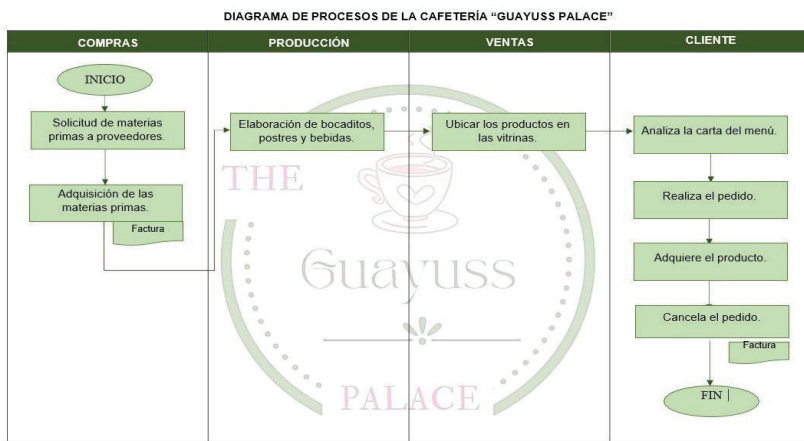 DIAGRAMA DE PROCESOS DE LA CAFETERÍA “GUAYUSS PALACE”
COMPRAS
PRODUCCIÓN
VENTAS
CLIENTE
INICIO
Solicitud de materias
primas a proveedores.
Adquisición de las
materias primas.
Factura
Elaboración de bocaditos,
postres y bebidas.
Ubicar los productos en
las vitrinas.
Analiza la carta del menú.
Realiza el pedido.
Adquiere el producto.
Cancela el pedido.
Factura
FIN
THE
Guayuss
PALACE